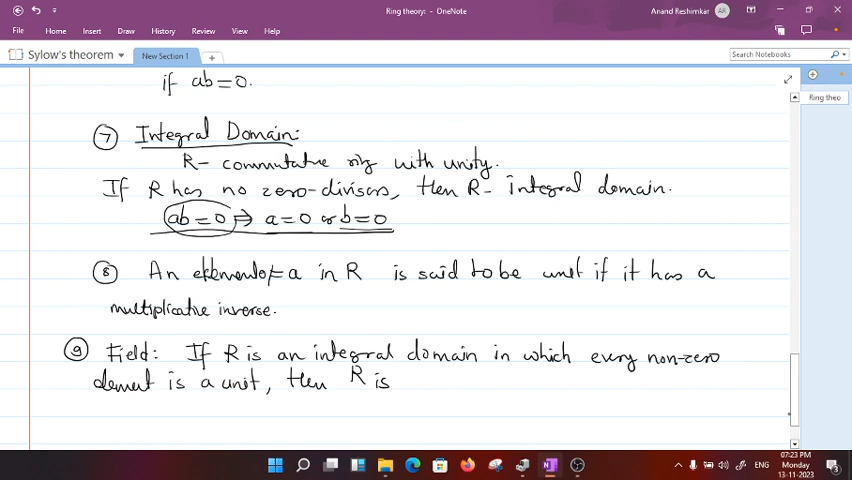 Ring theory: - OneNote
Anand Reshimkar
AR
File Home Insert Draw History Review View Help
Sylow's theorem
New Section 1
Search Notebooks
Ring theo
if ab=0.
⑦ Integral Domain:
R- commutative ring with unity.
If R has no zero-divisors, then R- integral domain.
ab=0 ⇒ a=0 or b=0
⑧ An a in R is said to be unit if it has a
multiplicative inverse.
⑨ Field: If R is an integral domain in which every non-zero
element is a unit, then R is
07:23 PM
ENG Monday
13-11-2023
3